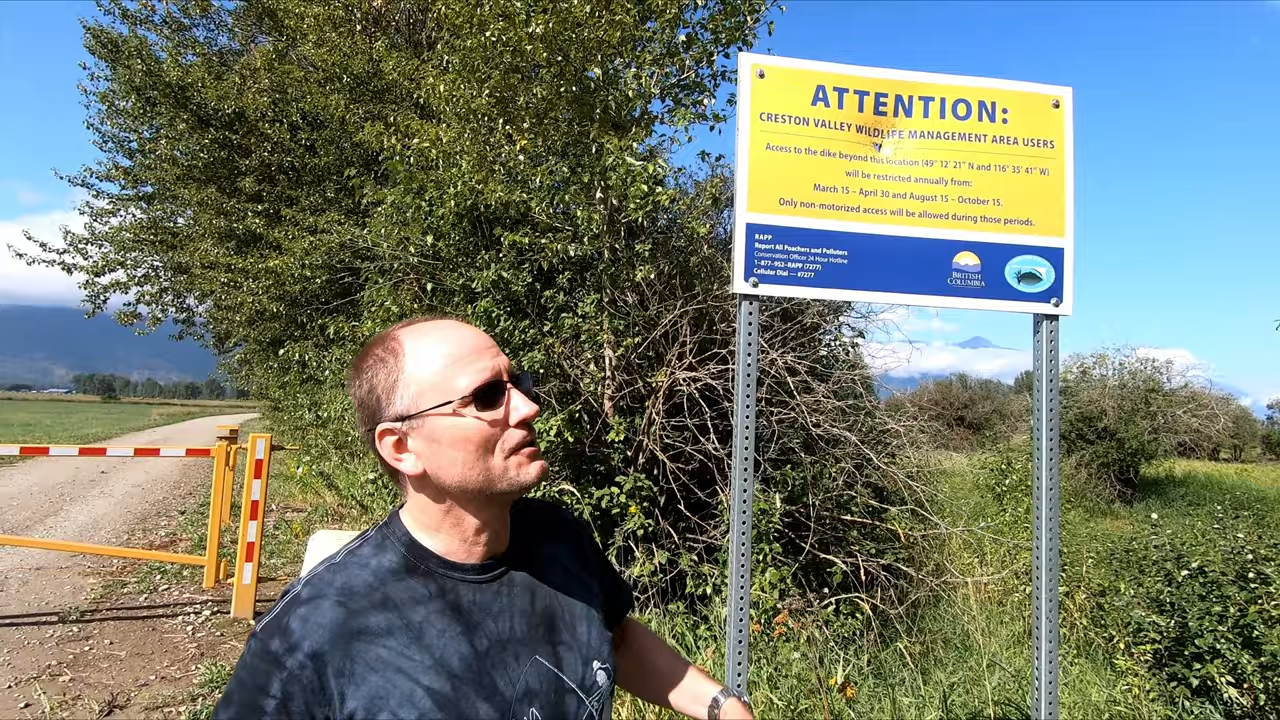 ATTENTION:
CRESTON VALLEY WILDLIFE MANAGEMENT AREA USERS
Access to the dike beyond this location (49° 12' 21" N and 116° 35' 41" W)
will be restricted annually from:
March 15 – April 30 and August 15 – October 15.
Only non-motorized access will be allowed during those periods.
RAPP
Report All Poachers and Polluters
Conservation Officer 24 Hour Hotline
1-877-952-RAPP (7277)
Cellular Dial — #7277
BRITISH
COLUMBIA